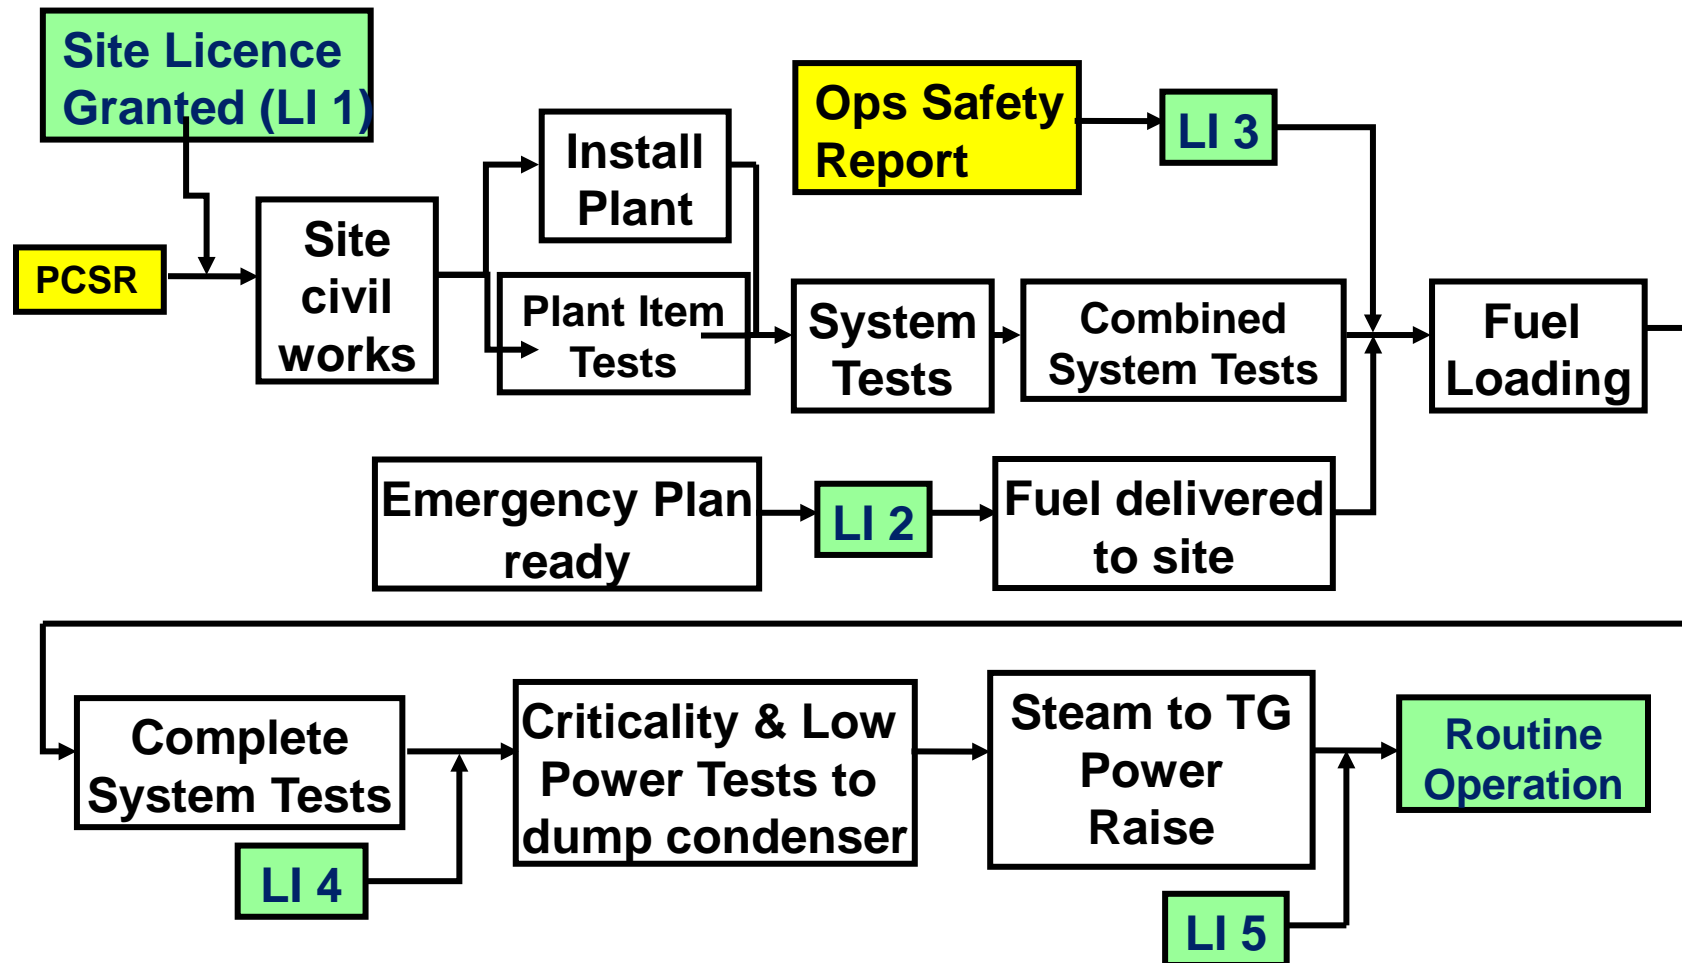 Site Licence
Granted (LI 1)
Install
Plant
Ops Safety
Report
LI 3
PCSR
Site
civil
works
Plant Item
Tests
System
Tests
Combined
System Tests
Fuel
Loading
Emergency Plan
ready
LI 2
Fuel delivered
to site
Complete
System Tests
LI 4
Criticality & Low
Power Tests to
dump condenser
Steam to TG
Power
Raise
LI 5
Routine
Operation